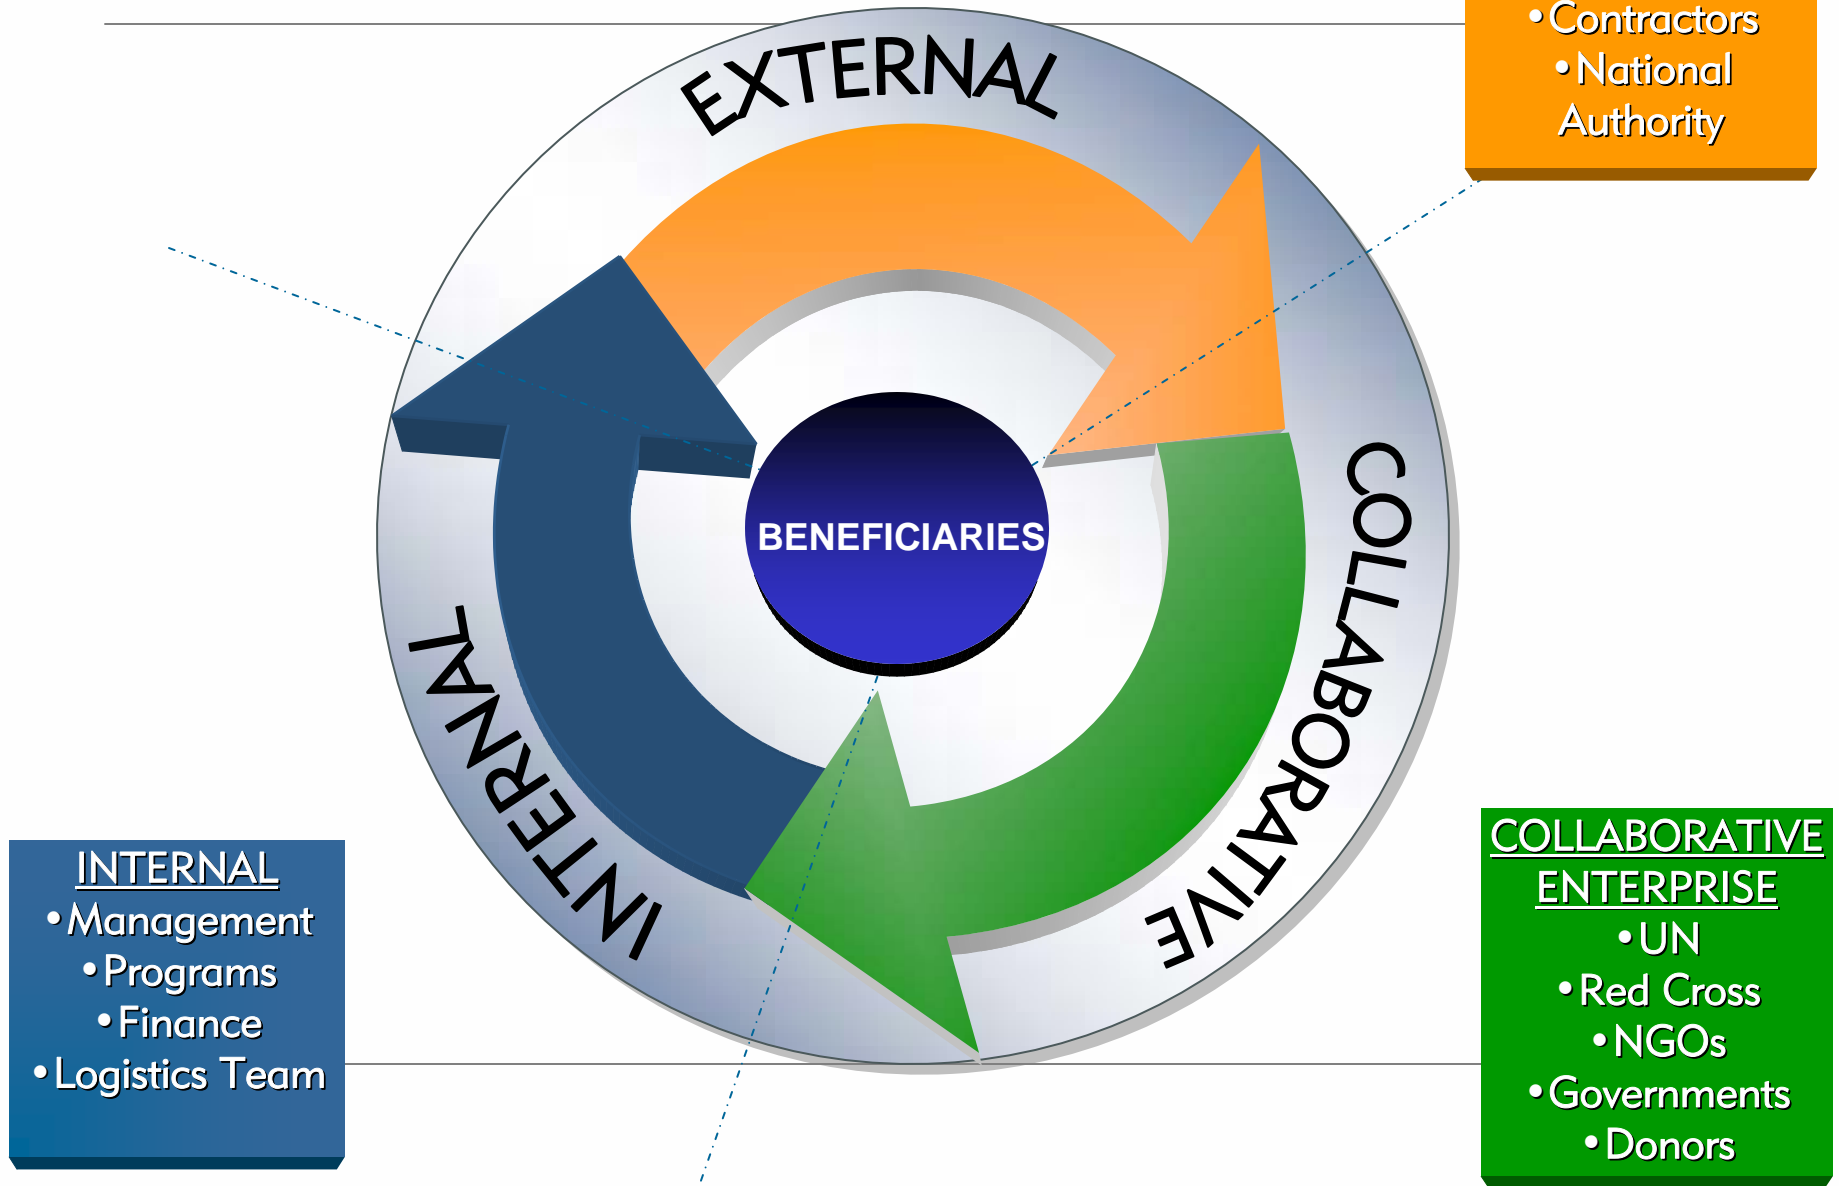 •Contractors
•National
Authority
EXTERNAL
COLLABORATIVE
BENEFICIARIES
INTERNAL
INTERNAL
•Management
•Programs
•Finance
•Logistics Team
COLLABORATIVE
ENTERPRISE
•UN
•Red Cross
•NGOs
•Governments
•Donors